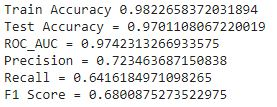 Train Accuracy 0.9822658372031894
Test Accuracy = 0.9701108067220019
ROC_AUC = 0.9742313266933575
Precision = 0.723463687150838
Recall = 0.6416184971098265
F1 Score = 0.6800875273522975